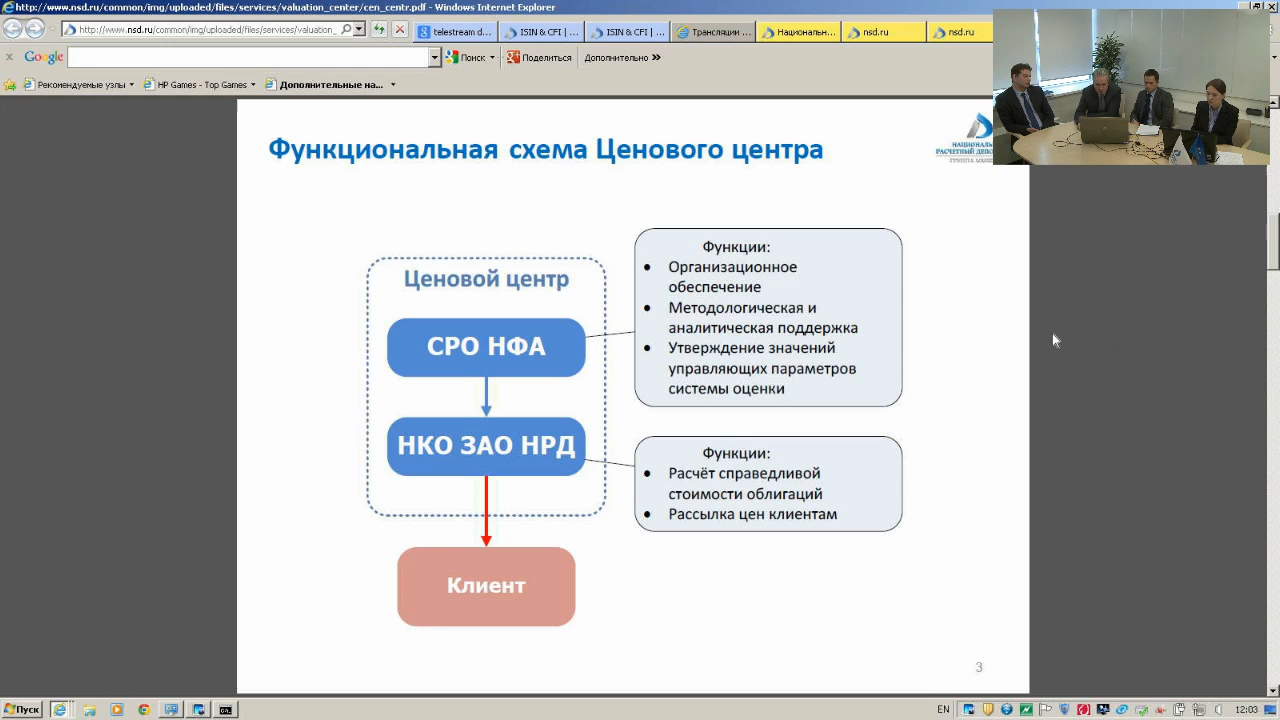 http://www.nsd.ru/common/img/uploaded/files/services/valuation_center/cen_centr.pdf - Windows Internet Explorer
http://www.nsd.ru/common/img/uploaded/files/services/valuation_
telestream d...
ISIN & CFI | ...
ISIN & CFI | ...
Трансляции ...
Национальн...
nsd.ru
nsd.ru
Google
Поиск
Поделиться
Дополнительно »
Рекомендуемые узлы
HP Games - Top Games
Дополнительные на...
Функциональная схема Ценового центра
НАЦИОНАЛЬ
РАСЧЕТНЫЙ ДЕПО
ГРУППА
Ценовой центр
СРО НФА
НКО ЗАО НРД
Клиент
Функции:
• Организационное
обеспечение
• Методологическая и
аналитическая поддержка
• Утверждение значений
управляющих параметров
системы оценки
Функции:
• Расчёт справедливой
стоимости облигаций
• Рассылка цен клиентам
3
Пуск
EN
12:03